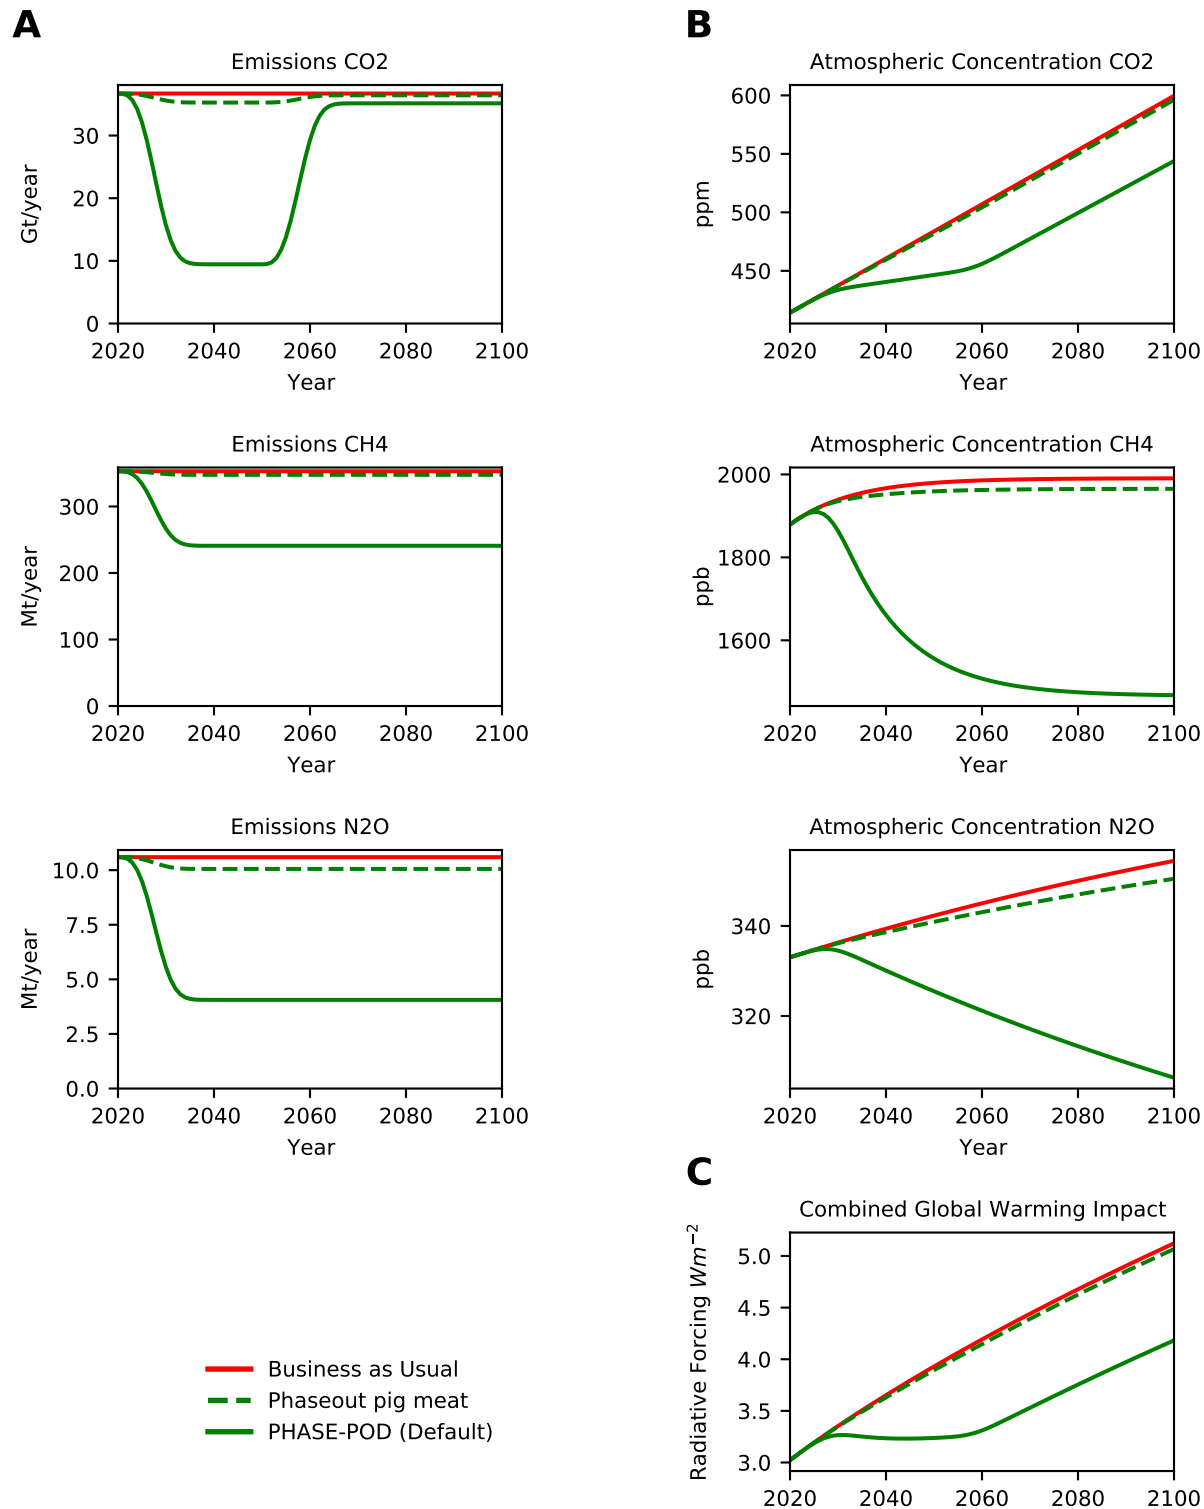 A
Emissions CO2
Gt/year
30
20
10
0
2020 2040 2060 2080 2100
Year
Emissions CH4
Mt/year
300
200
100
0
2020 2040 2060 2080 2100
Year
Emissions N2O
Mt/year
10.0
7.5
5.0
2.5
0.0
2020 2040 2060 2080 2100
Year
Business as Usual
Phaseout pig meat
PHASE-POD (Default)
B
Atmospheric Concentration CO2
ppm
600
550
500
450
2020 2040 2060 2080 2100
Year
Atmospheric Concentration CH4
ppb
2000
1800
1600
2020 2040 2060 2080 2100
Year
Atmospheric Concentration N2O
ppb
340
320
2020 2040 2060 2080 2100
Year
C
Combined Global Warming Impact
Radiative Forcing Wm⁻²
5.0
4.5
4.0
3.5
3.0
2020 2040 2060 2080 2100